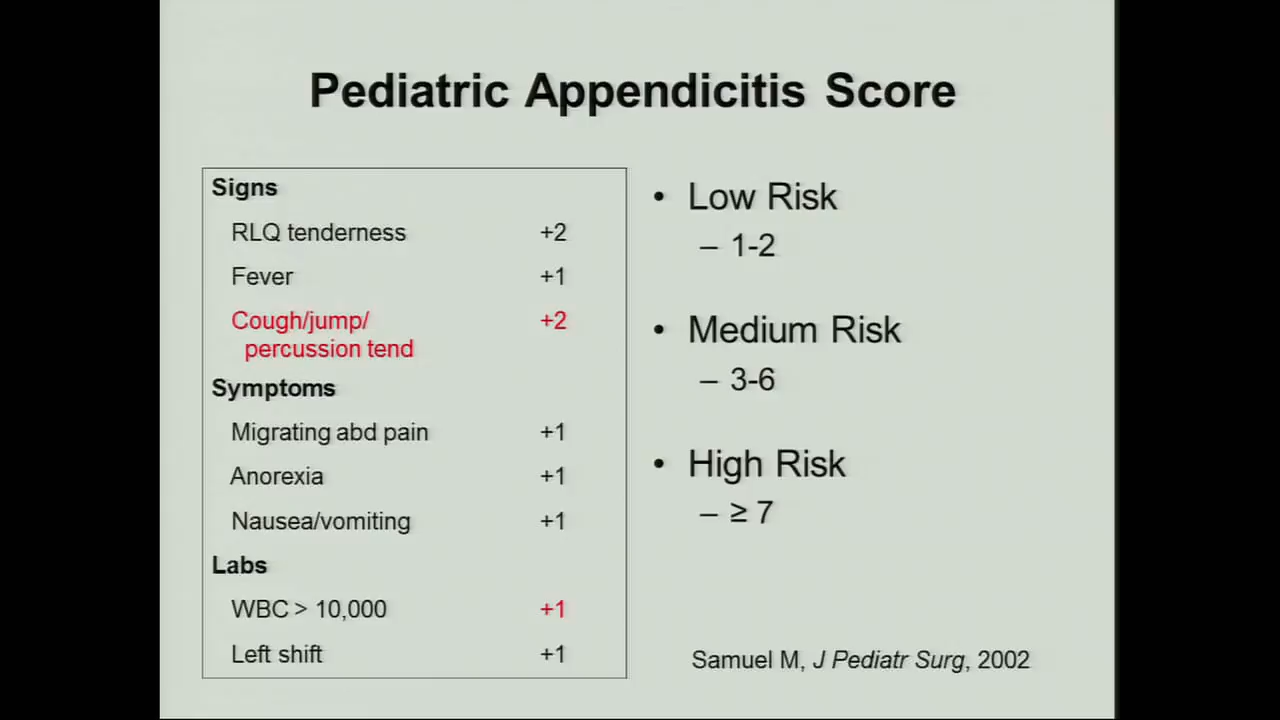 Pediatric Appendicitis Score
Signs
RLQ tenderness +2
Fever +1
Cough/jump/ +2
percussion tend
Symptoms
Migrating abd pain +1
Anorexia +1
Nausea/vomiting +1
Labs
WBC > 10,000 +1
Left shift +1
• Low Risk
– 1-2
• Medium Risk
– 3-6
• High Risk
– ≥ 7
Samuel M, J Pediatr Surg, 2002